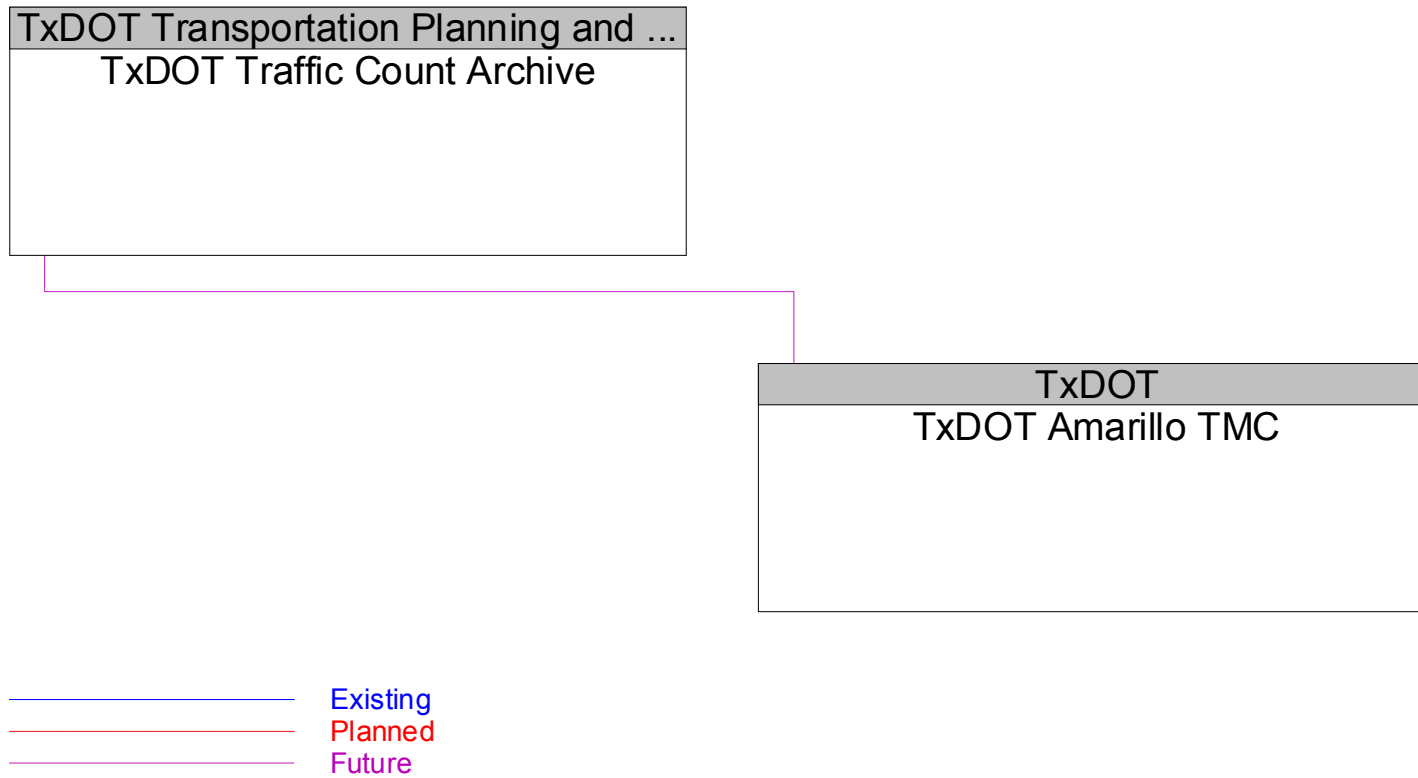 TxDOT Transportation Planning and ...
TxDOT Traffic Count Archive
TxDOT
TxDOT Amarillo TMC
Existing
Planned
Future